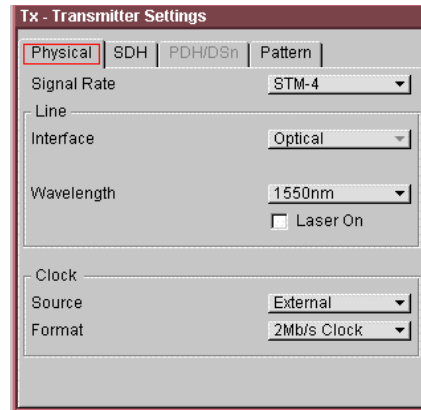 Tx - Transmitter Settings
Physical SDH PDH/DSn Pattern
Signal Rate STM-4
Line
Interface Optical
Wavelength 1550nm
Laser On
Clock
Source External
Format 2Mb/s Clock